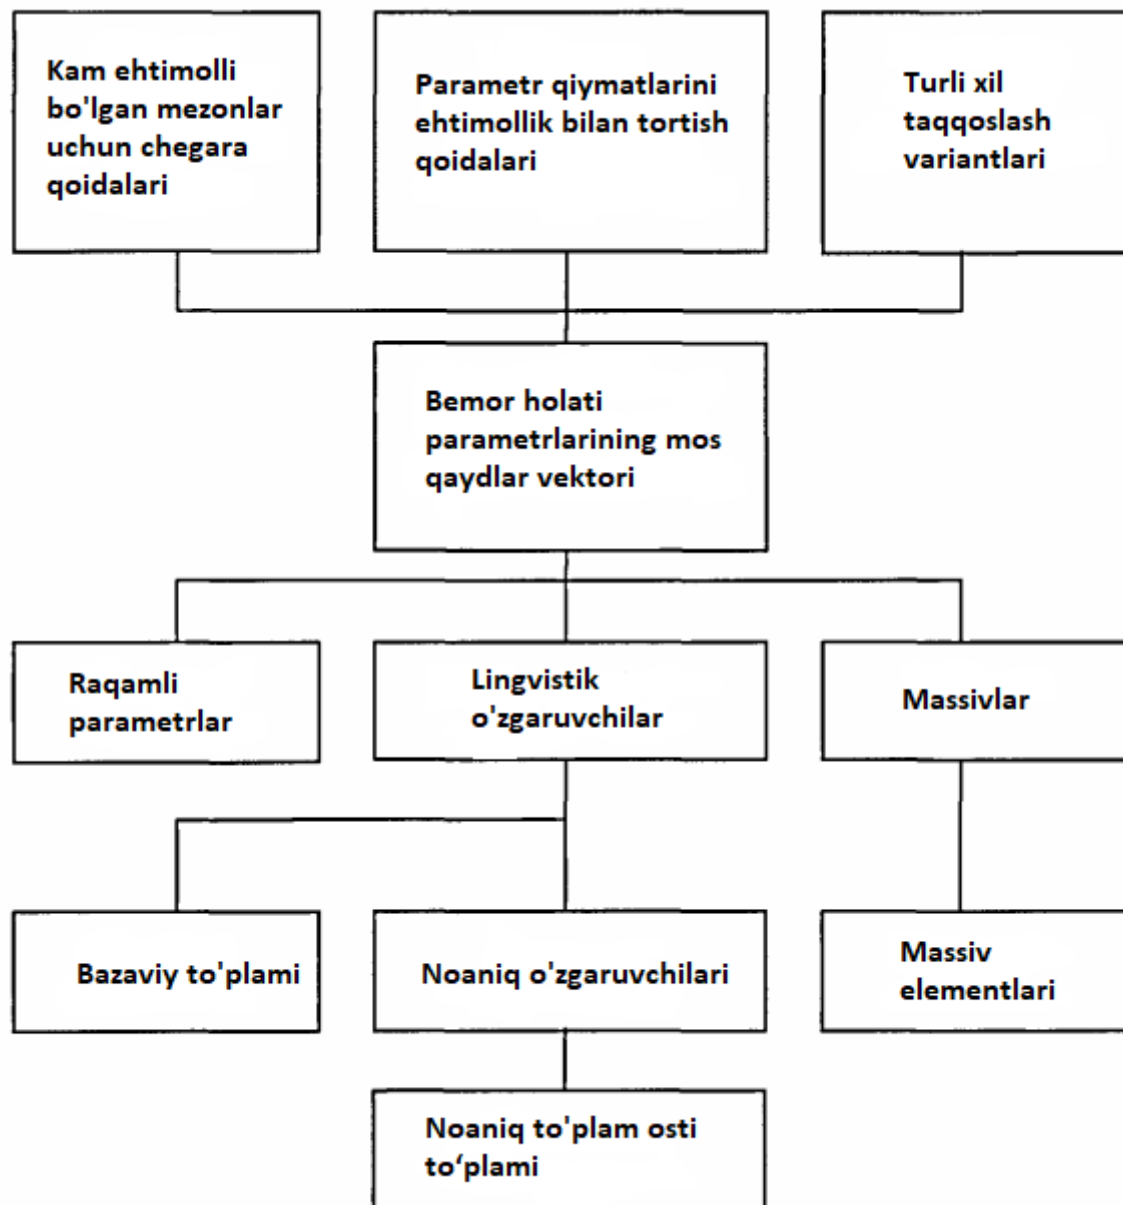 Kam ehtimolli
bo'lgan mezonlar
uchun chegara
qoidalari
Parametr qiymatlarini
ehtimollik bilan tortish
qoidalari
Turli xil
taqqoslash
variantlari
Bemor holati
parametrlarining mos
qaydlar vektori
Raqamli
parametrlar
Lingvistik
o'zgaruvchilar
Massivlar
Bazaviy to'plami
Noaniq o'zgaruvchilari
Massiv
elementlari
Noaniq to'plam osti
to‘plami